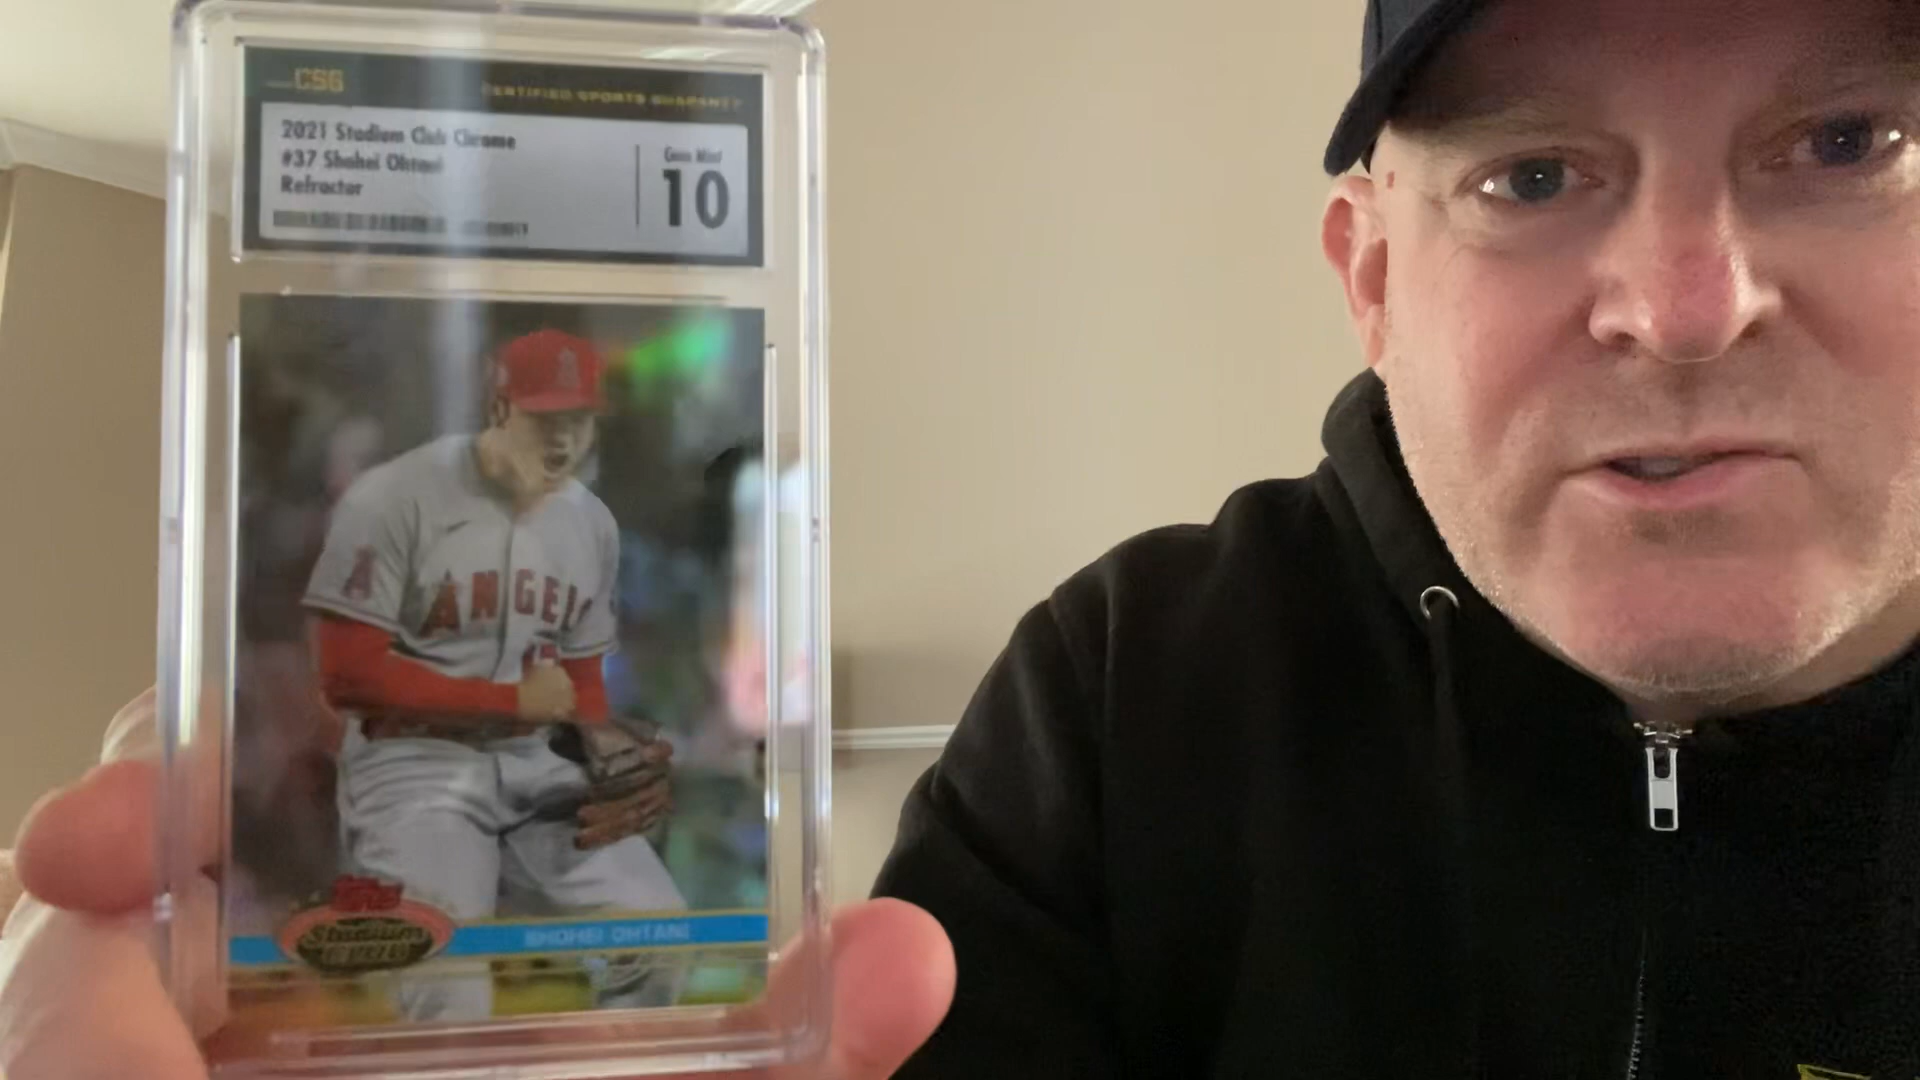 CSG
CERTIFIED SPORTS GUARANTY
2021 Stadium Club Chrome
#37 Shohei Ohtani
Refractor
Gem Mint
10
A
ANGELS
Topps
Stadium
SHOHEI OHTANI